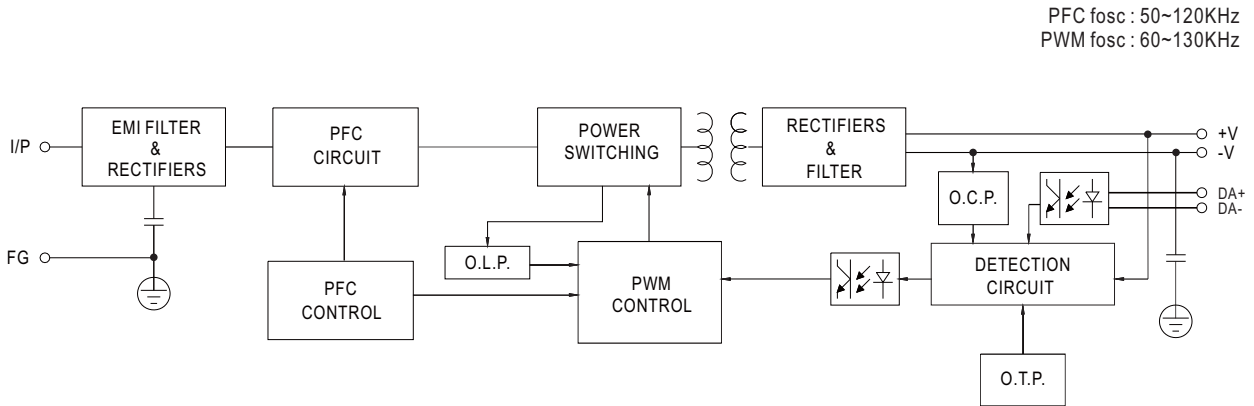 PFC fosc : 50~120KHz
PWM fosc : 60~130KHz
I/P
EMI FILTER
&
RECTIFIERS
PFC
CIRCUIT
POWER
SWITCHING
RECTIFIERS
&
FILTER
+V
-V
DA+
DA-
O.C.P.
FG
O.L.P.
PFC
CONTROL
PWM
CONTROL
DETECTION
CIRCUIT
O.T.P.